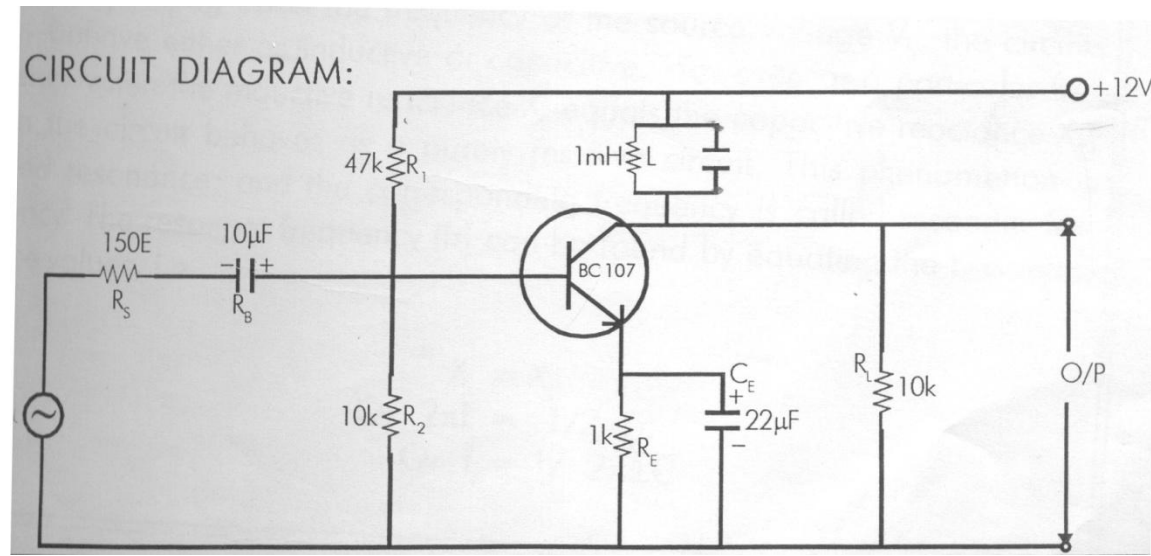 CIRCUIT DIAGRAM:
+12V
47k R1
1mH L
150E
RS
10µF
- +
RB
BC 107
10k R2
1k RE
CE
+
22µF
-
RL
10k
O/P